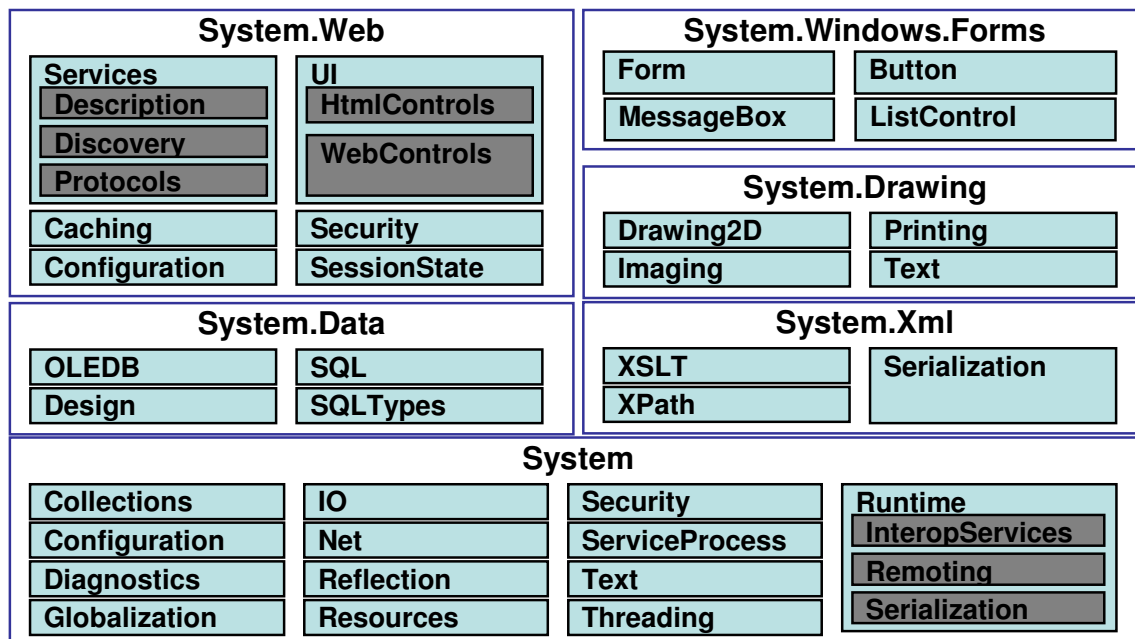 System.Web
Services
Description
Discovery
Protocols
UI
HtmlControls
WebControls
Caching
Security
Configuration
SessionState
System.Windows.Forms
Form
Button
MessageBox
ListControl
System.Drawing
Drawing2D
Printing
Imaging
Text
System.Data
OLEDB
SQL
Design
SQLTypes
System.Xml
XSLT
Serialization
XPath
System
Collections
Configuration
Diagnostics
Globalization
IO
Net
Reflection
Resources
Security
ServiceProcess
Text
Threading
Runtime
InteropServices
Remoting
Serialization